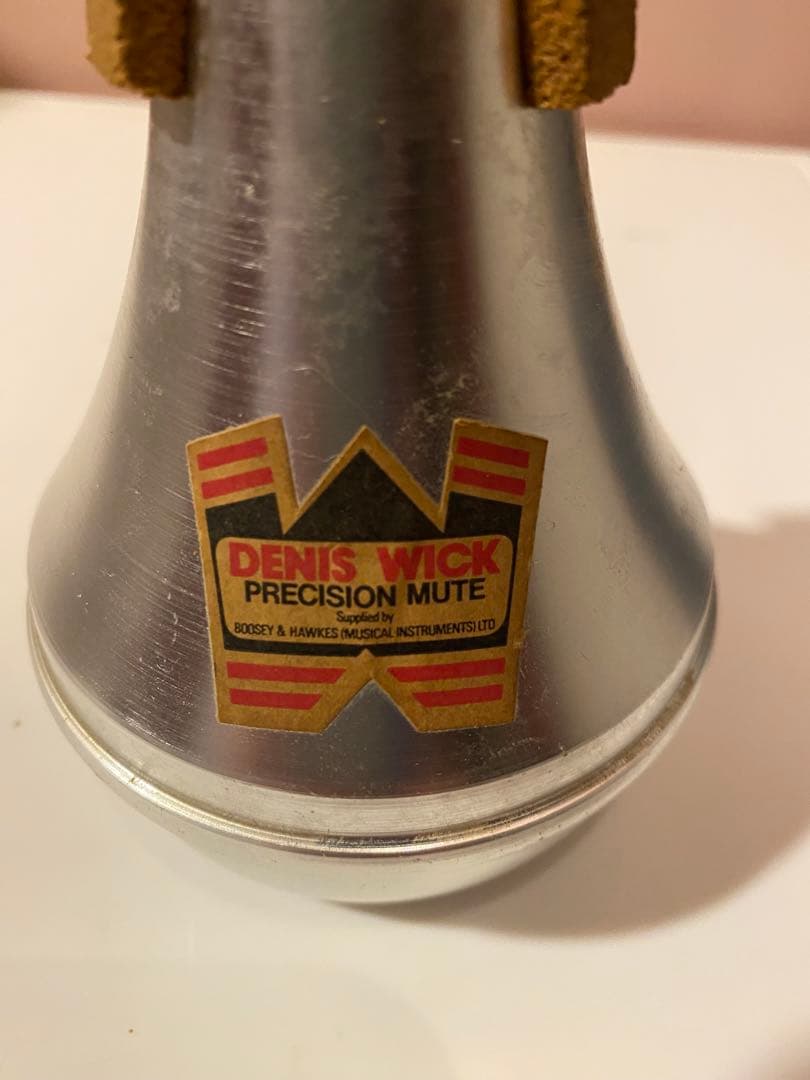 DENIS WICK
PRECISION MUTE
Supplied by
BOOSEY & HAWKES (MUSICAL INSTRUMENTS) LTD